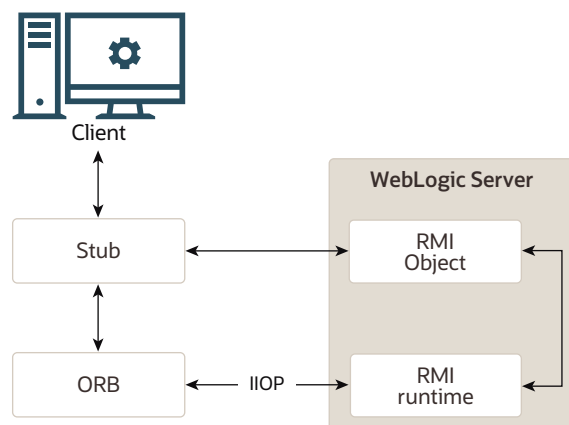 Client
WebLogic Server
Stub
RMI
Object
ORB
IIOP
RMI
runtime